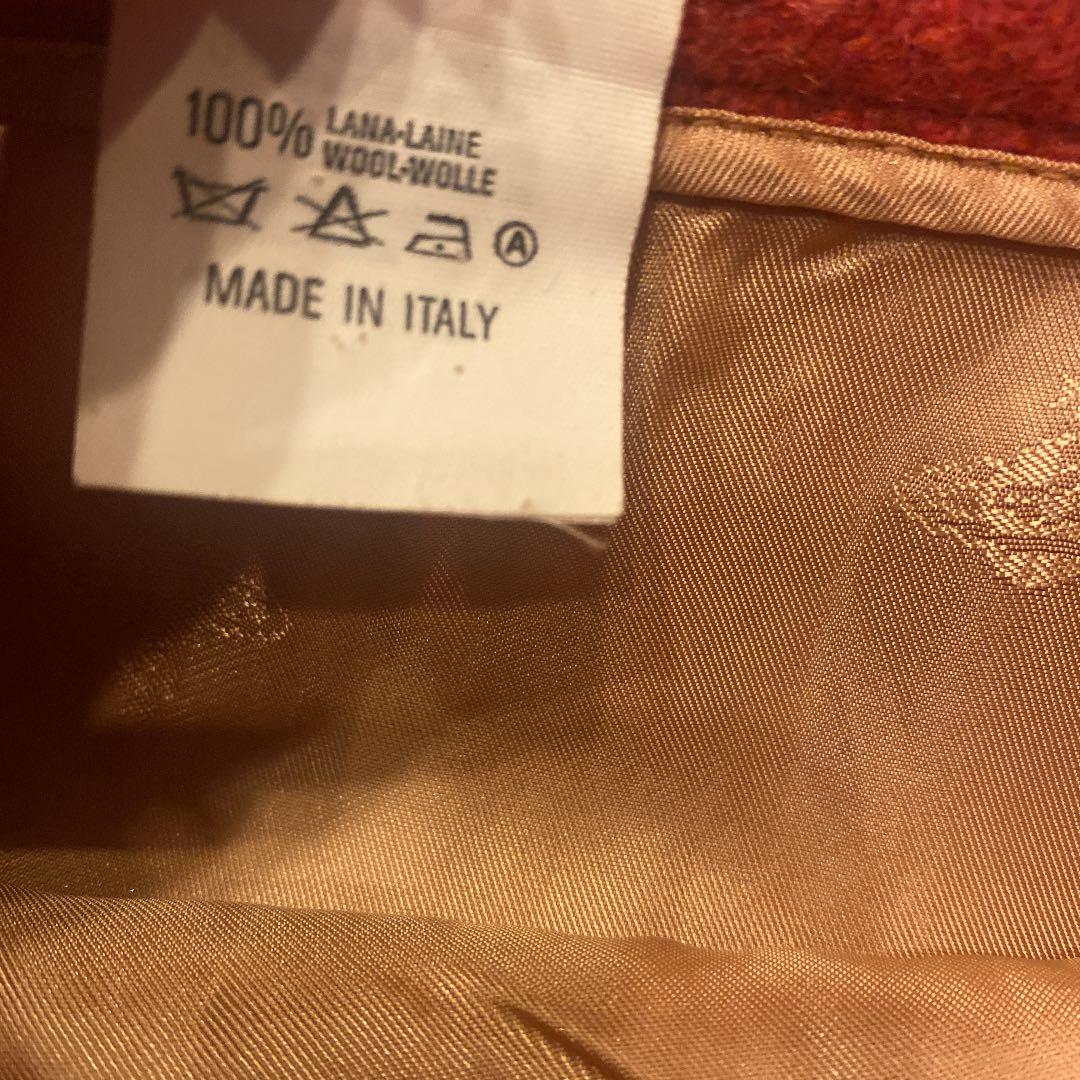 100% LANA-LAINE
WOOL-WOLLE
A
MADE IN ITALY